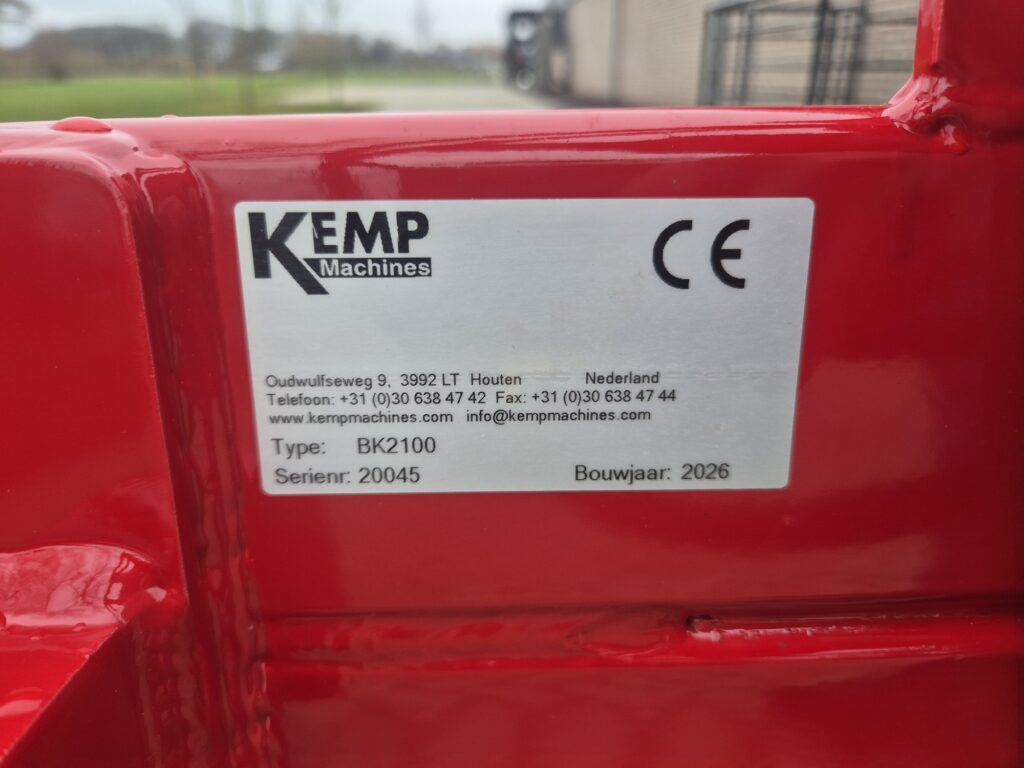 KEMP
Machines
CE
Oudwulfseweg 9, 3992 LT Houten Nederland
Telefoon: +31 (0)30 638 47 42 Fax: +31 (0)30 638 47 44
www.kempmachines.com info@kempmachines.com
Type: BK2100
Serienr: 20045 Bouwjaar: 2026